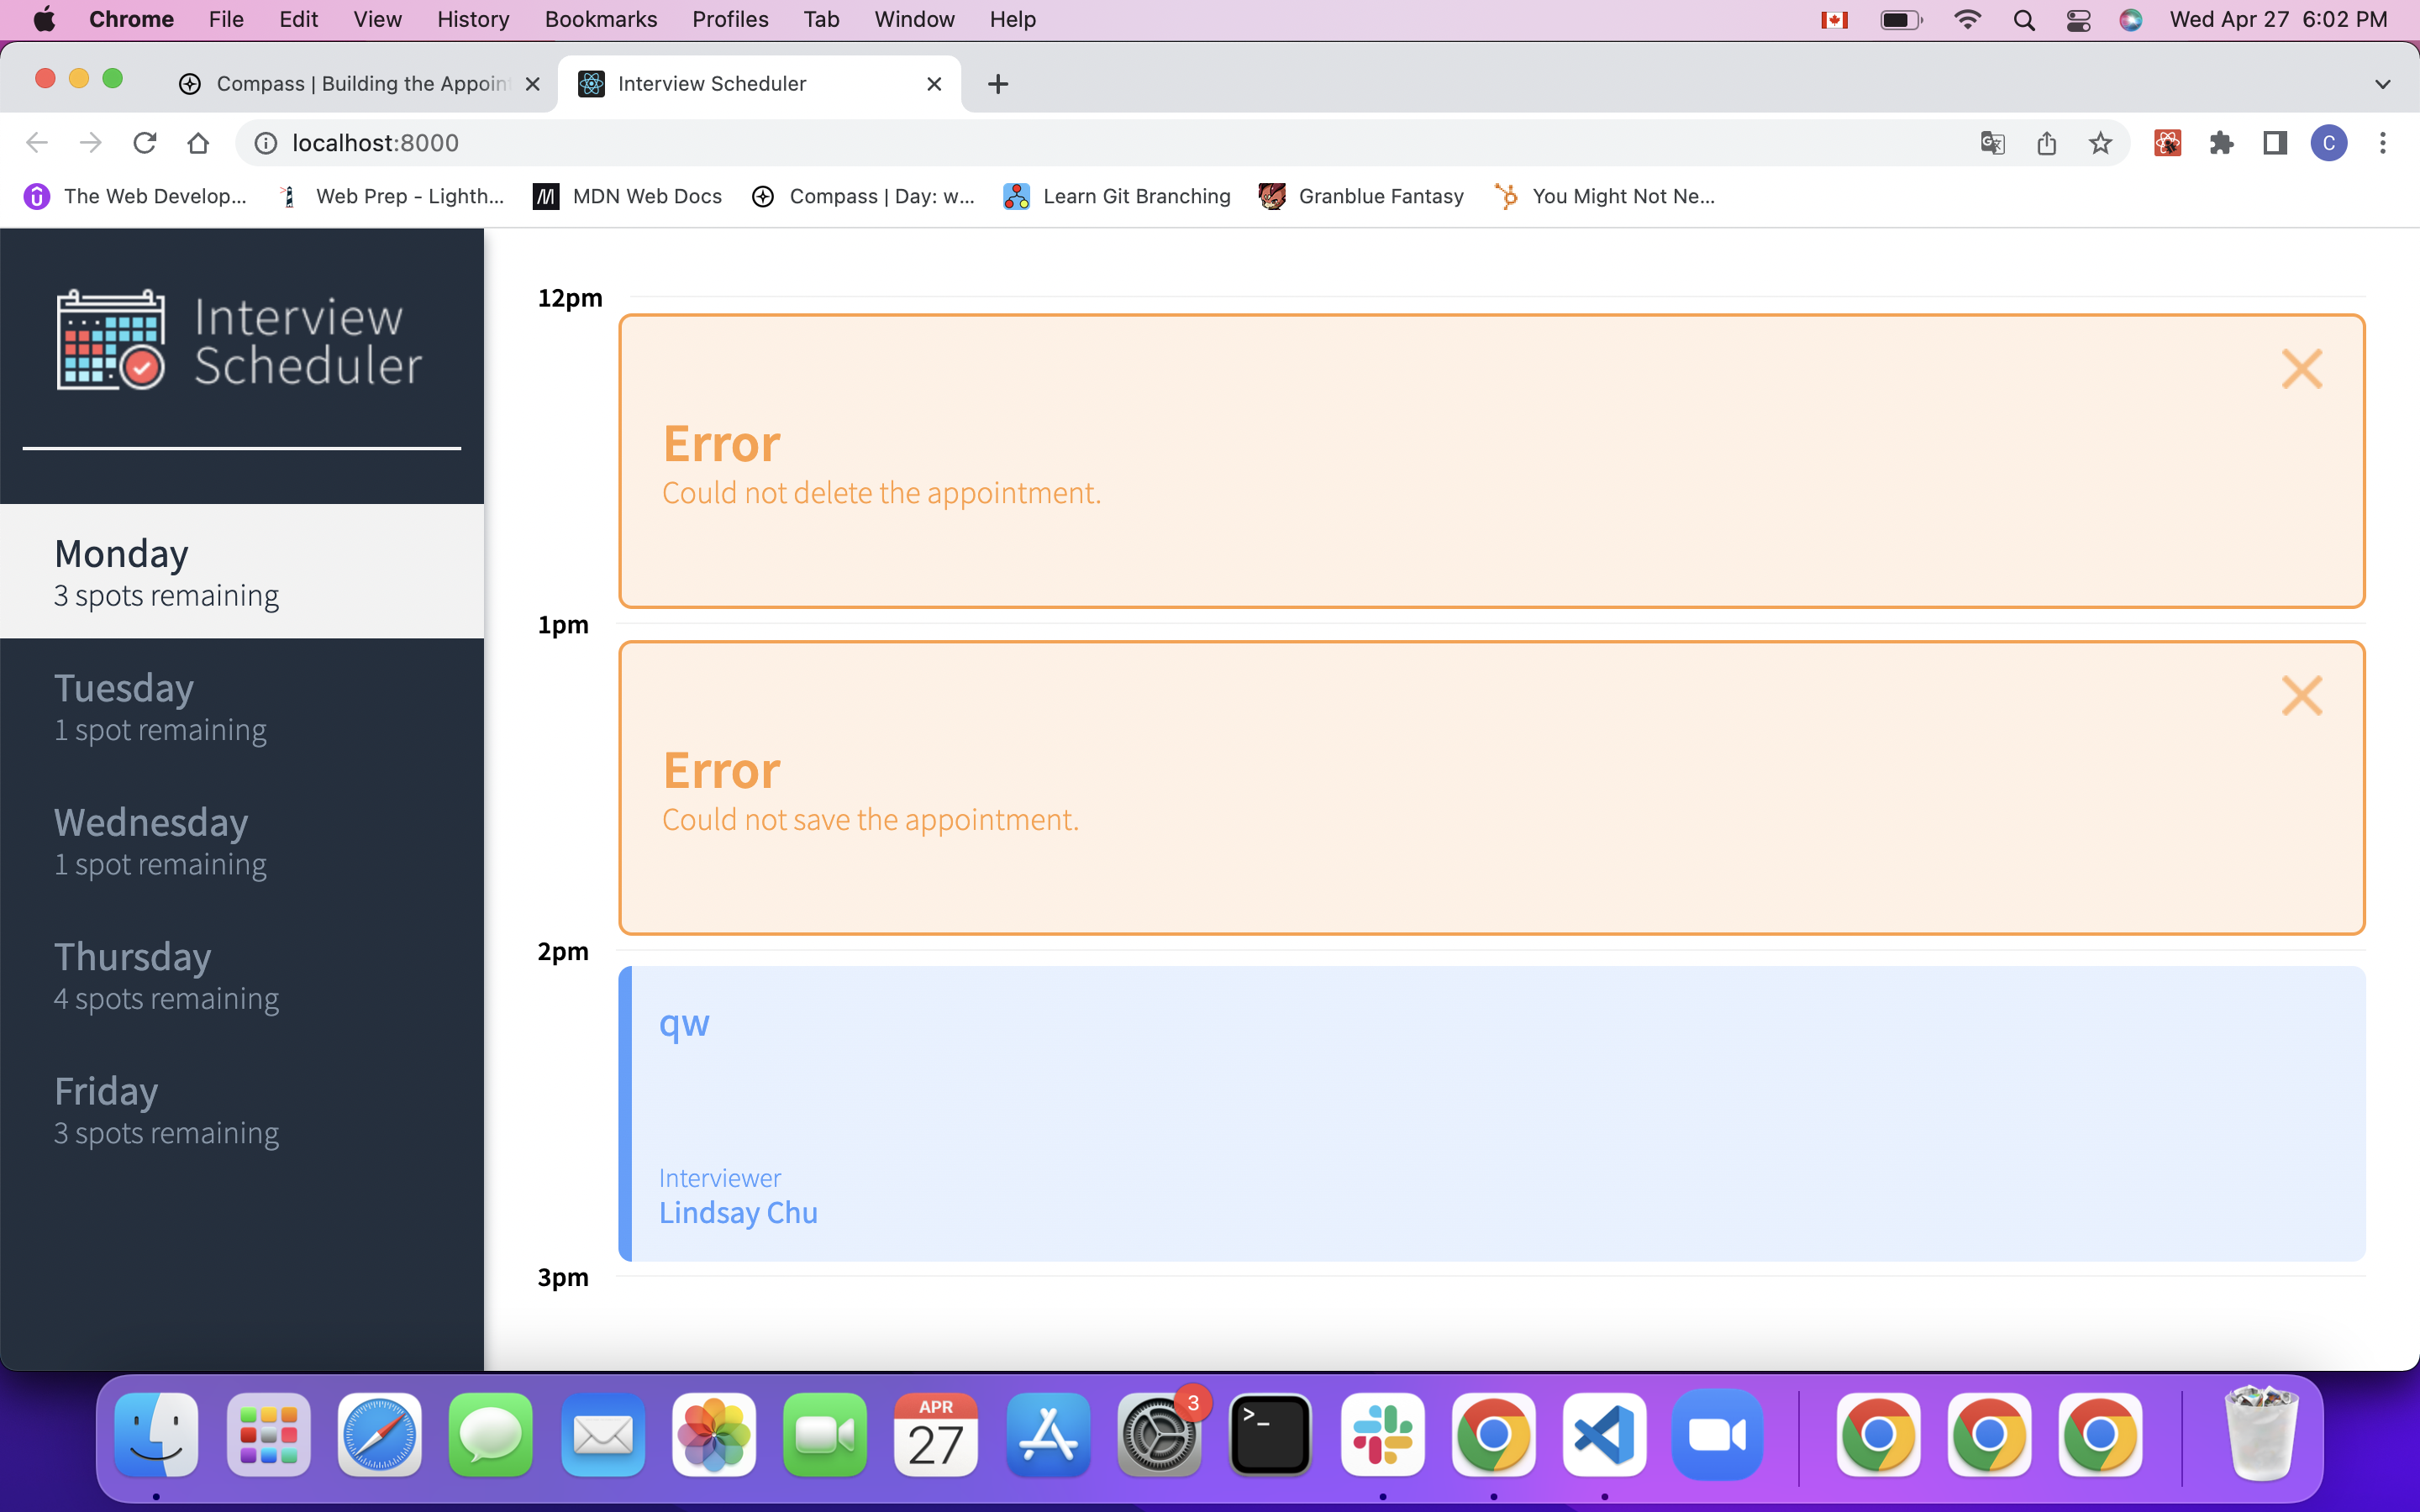 Chrome File Edit View History Bookmarks Profiles Tab Window Help Wed Apr 27 6:02 PM
Compass | Building the Appoin
Interview Scheduler
localhost:8000
C
The Web Develop... Web Prep - Lighth... MDN Web Docs Compass | Day: w... Learn Git Branching Granblue Fantasy You Might Not Ne...
Interview
Scheduler
Monday
3 spots remaining
Tuesday
1 spot remaining
Wednesday
1 spot remaining
Thursday
4 spots remaining
Friday
3 spots remaining
12pm
Error
Could not delete the appointment.
1pm
Error
Could not save the appointment.
2pm
qw
Interviewer
Lindsay Chu
3pm
APR
27
3